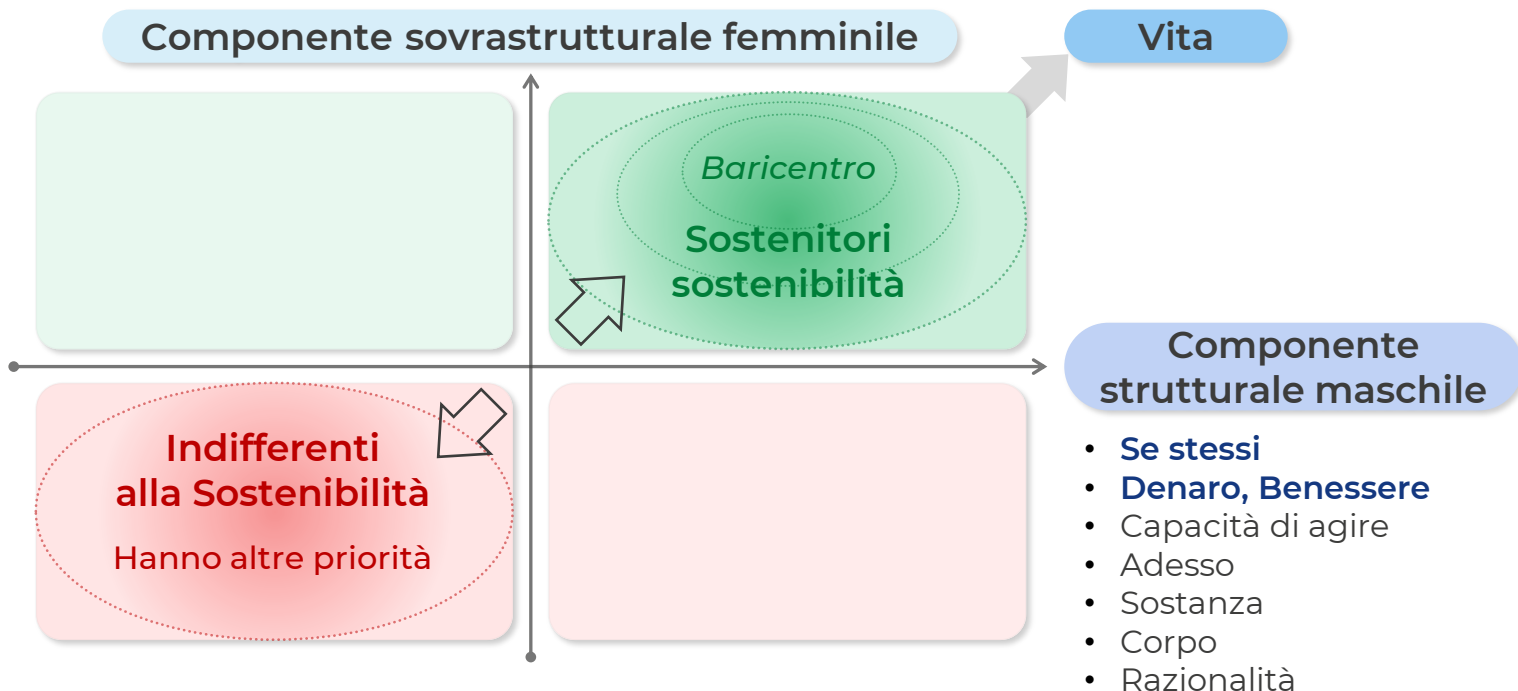 Componente sovrastrutturale femminile
Vita
Baricentro
Sostenitori
sostenibilità
Componente
strutturale maschile
Indifferenti
alla Sostenibilità
Hanno altre priorità
• Se stessi
• Denaro, Benessere
• Capacità di agire
• Adesso
• Sostanza
• Corpo
• Razionalità